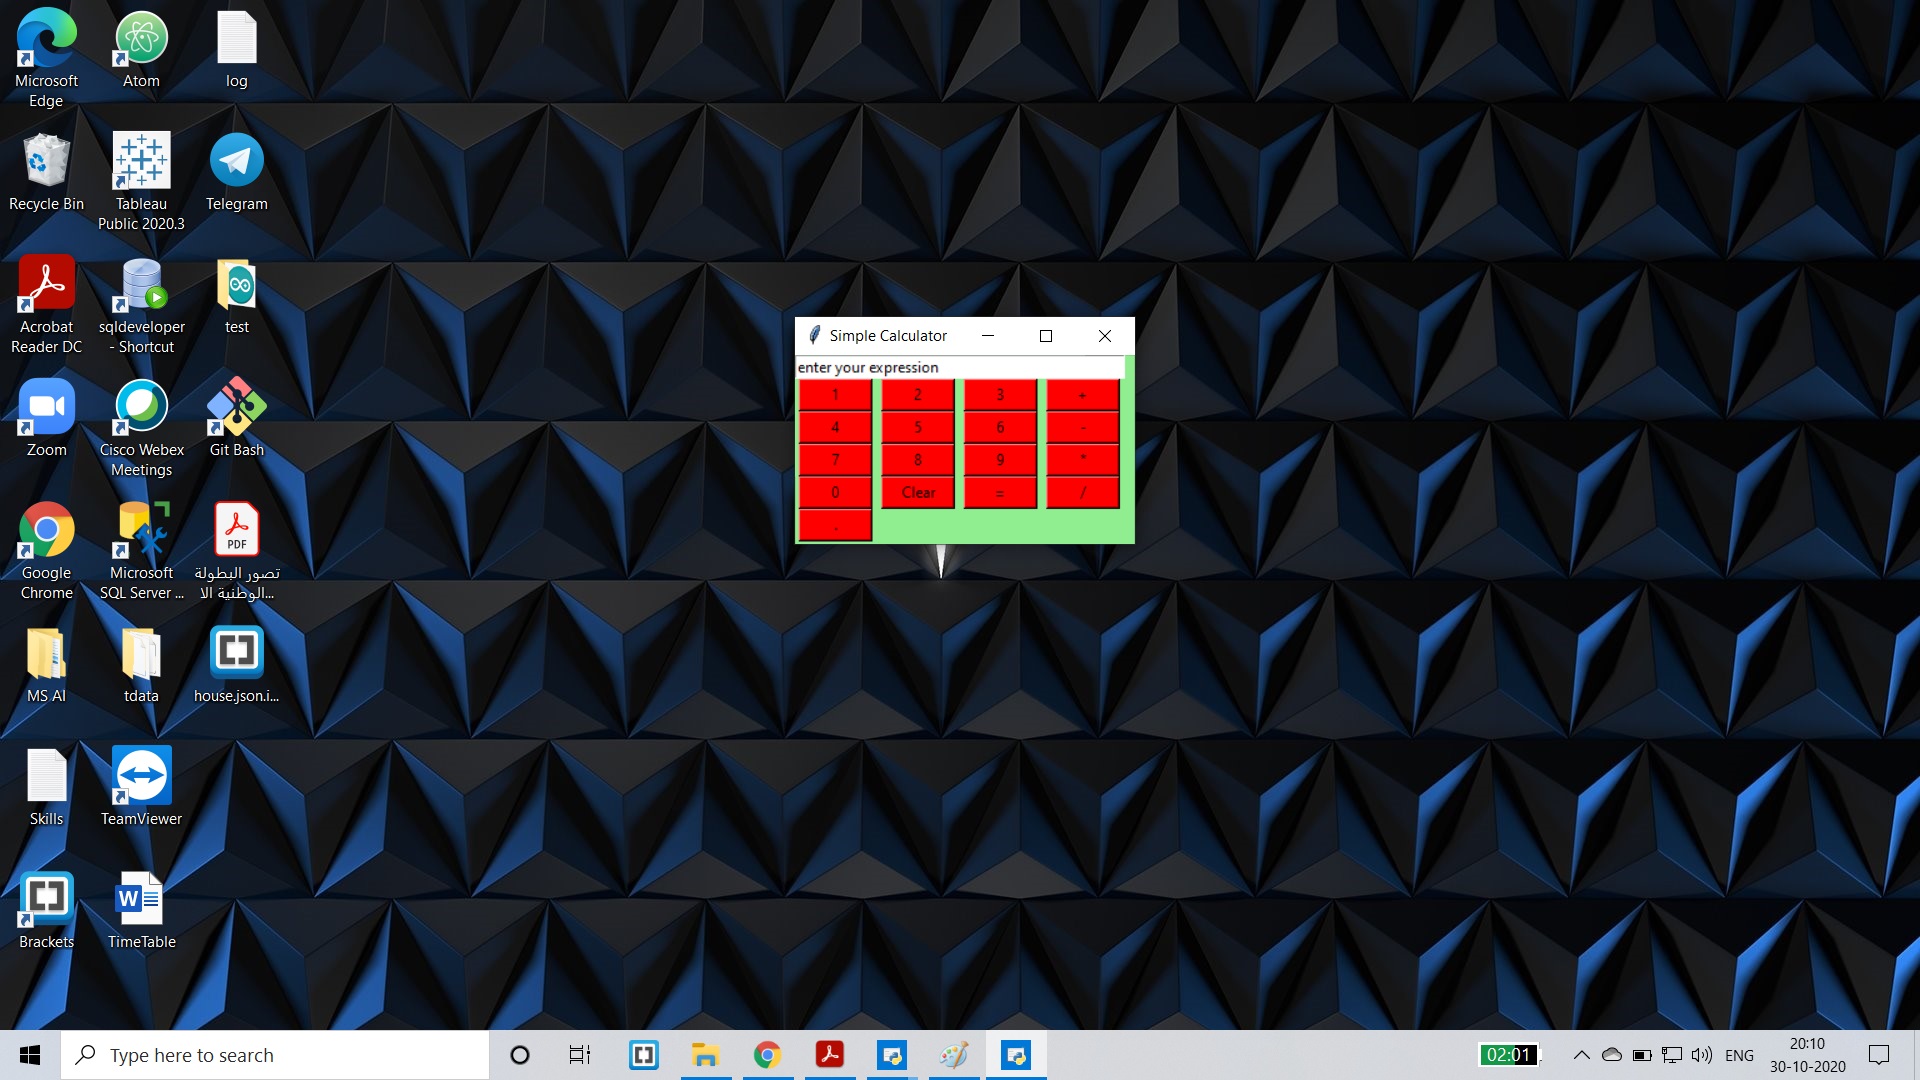 Microsoft
Edge
Atom
log
Recycle Bin
Tableau
Public 2020.3
Telegram
Acrobat
Reader DC
sqldeveloper
- Shortcut
test
Zoom
Cisco Webex
Meetings
Git Bash
Google
Chrome
Microsoft
SQL Server ...
PDF
تصور البطولة
الوطنية الا...
MS AI
tdata
house.json.i...
Skills
TeamViewer
Brackets
W
TimeTable
Simple Calculator
enter your expression
1 2 3 +
4 5 6 -
7 8 9 *
0 Clear = /
.
Type here to search
02:01
ENG
20:10
30-10-2020